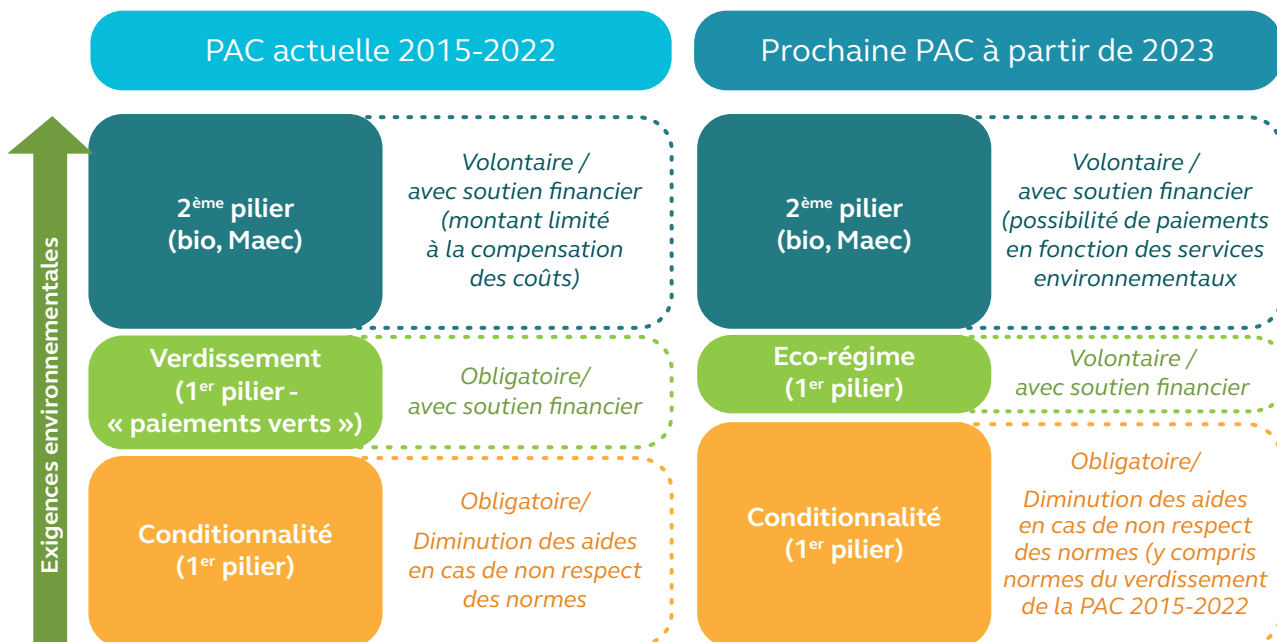 PAC actuelle 2015-2022
Prochaine PAC à partir de 2023
Exigences environnementales
2ème pilier
(bio, Maec)
Volontaire /
avec soutien financier
(montant limité
à la compensation
des coûts)
2ème pilier
(bio, Maec)
Volontaire /
avec soutien financier
(possibilité de paiements
en fonction des services
environnementaux
Verdissement
(1er pilier -
« paiements verts »)
Obligatoire/
avec soutien financier
Eco-régime
(1er pilier)
Volontaire /
avec soutien financier
Conditionnalité
(1er pilier)
Obligatoire/
Diminution des aides
en cas de non respect
des normes
Conditionnalité
(1er pilier)
Obligatoire/
Diminution des aides
en cas de non respect
des normes (y compris
normes du verdissement
de la PAC 2015-2022